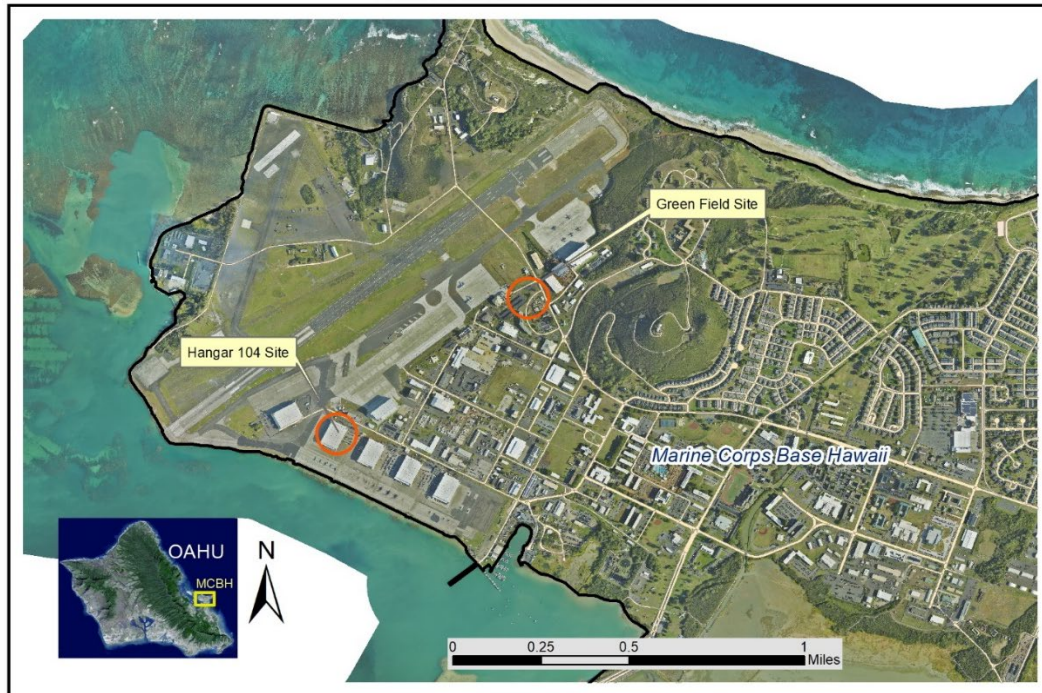 Green Field Site
Hangar 104 Site
Marine Corps Base Hawaii
OAHU
MCBH
N
0 0.25 0.5 1
Miles